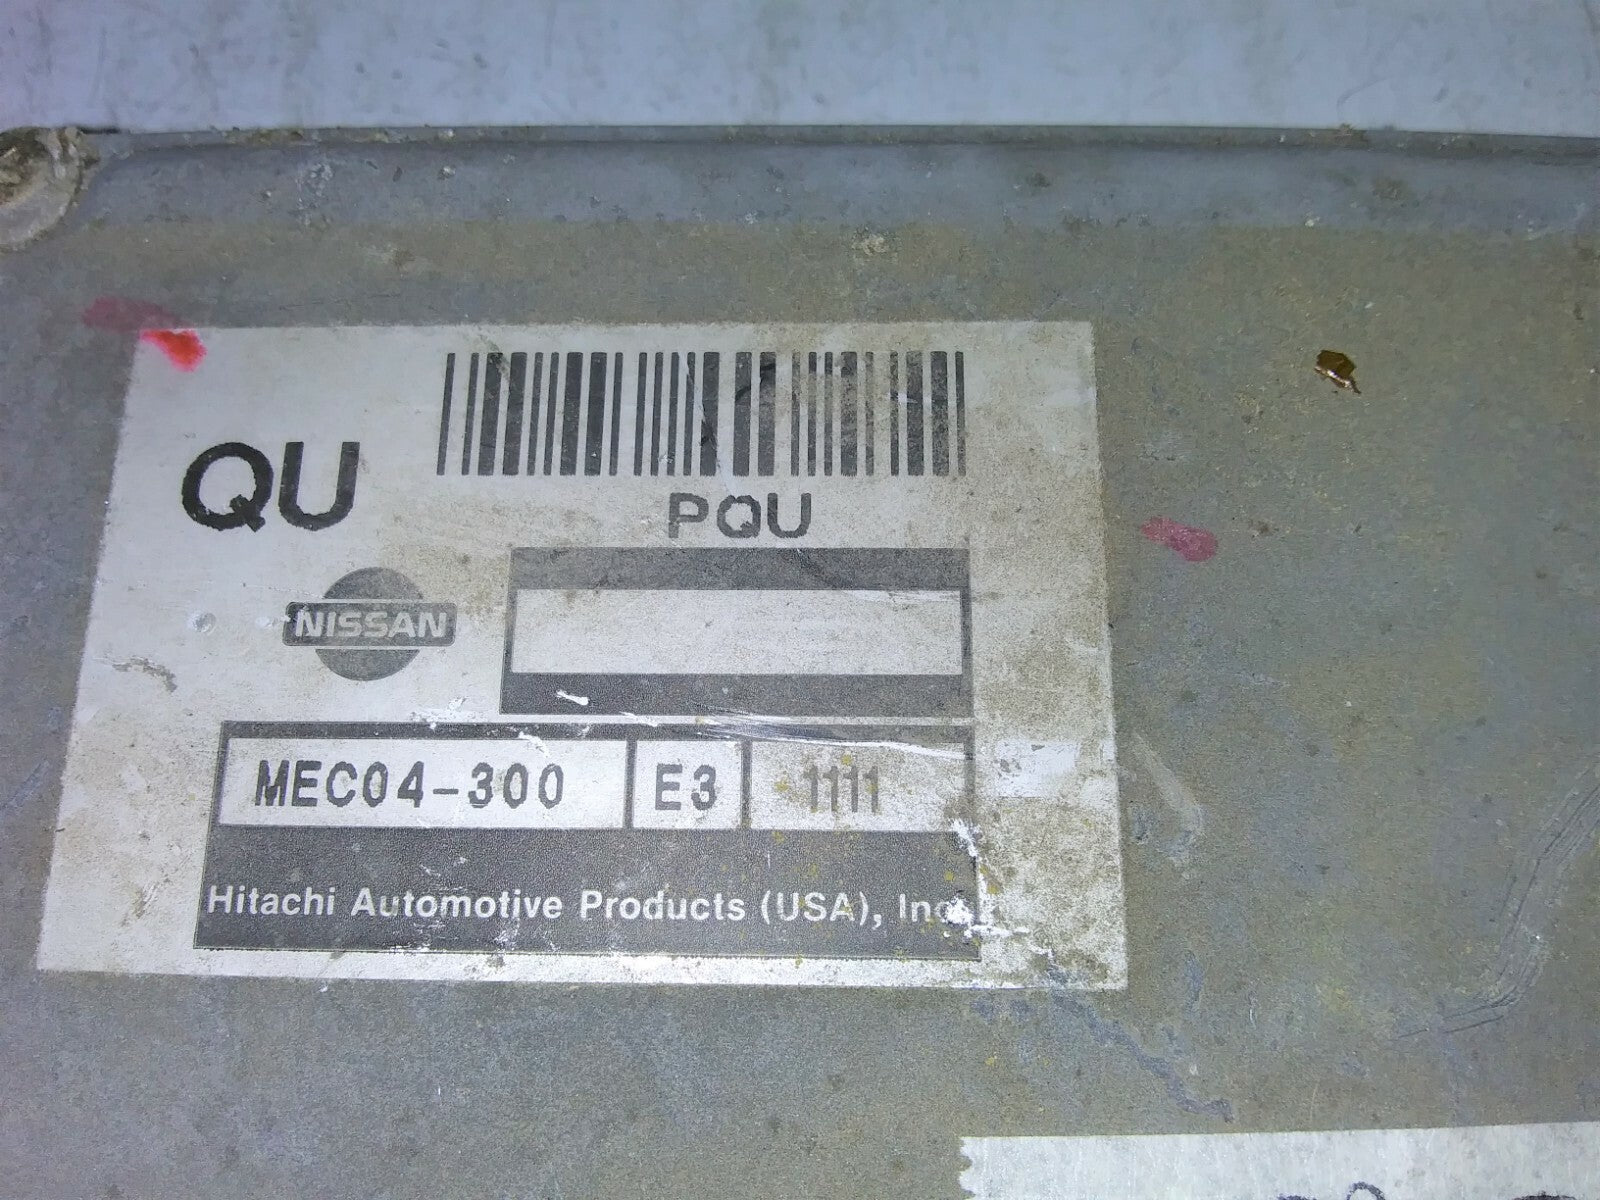 QU
PQU
NISSAN
MEC04-300 E3 1111
Hitachi Automotive Products (USA), Inc.